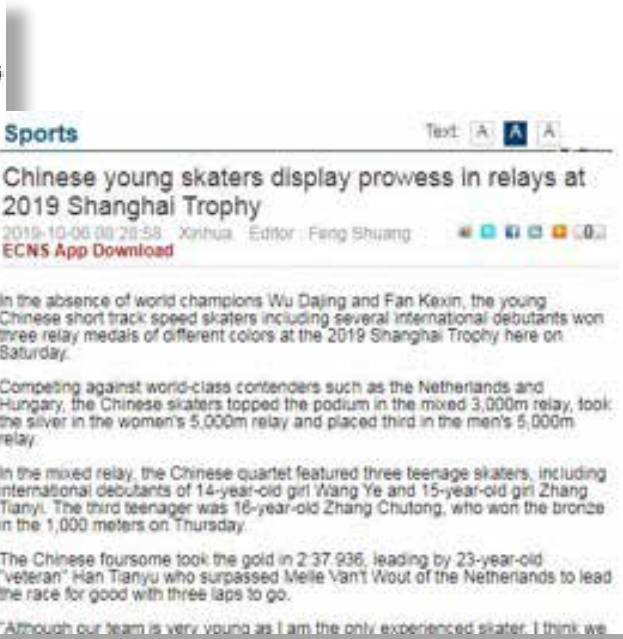 Sports
Text: A A A
Chinese young skaters display prowess in relays at
2019 Shanghai Trophy
2019-10-06 08:28:58 Xinhua Editor : Feng Shuang 0
ECNS App Download
In the absence of world champions Wu Dajing and Fan Kexin, the young
Chinese short track speed skaters including several international debutants won
three relay medals of different colors at the 2019 Shanghai Trophy here on
Saturday.
Competing against world-class contenders such as the Netherlands and
Hungary, the Chinese skaters topped the podium in the mixed 3,000m relay, took
the silver in the women's 5,000m relay and placed third in the men's 5,000m
relay.
In the mixed relay, the Chinese quartet featured three teenage skaters, including
international debutants of 14-year-old girl Wang Ye and 15-year-old girl Zhang
Tianyi. The third teenager was 16-year-old Zhang Chutong, who won the bronze
in the 1,000 meters on Thursday.
The Chinese foursome took the gold in 2:37.936, leading by 23-year-old
"veteran" Han Tianyu who surpassed Melle Van't Wout of the Netherlands to lead
the race for good with three laps to go.
"Although our team is very young as I am the only experienced skater, I think we